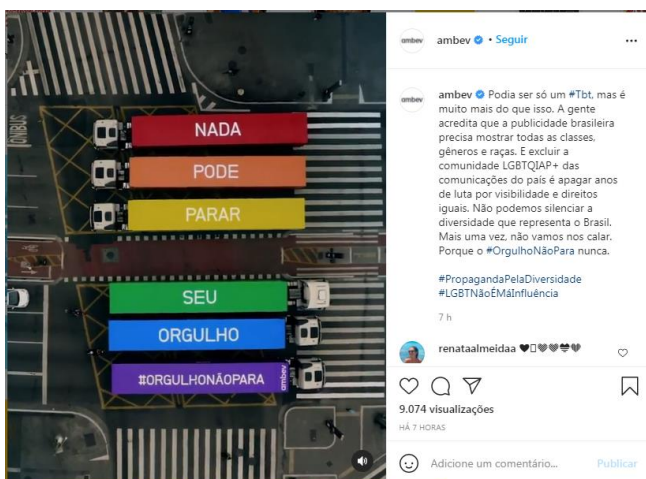 ÔNIBUS
NADA
PODE
PARAR
SEU
ORGULHO
#ORGULHONÃOPARA
ambev
ambev
ambev • Seguir
ambev
ambev Podia ser só um #Tbt, mas é
muito mais do que isso. A gente
acredita que a publicidade brasileira
precisa mostrar todas as classes,
gêneros e raças. E excluir a
comunidade LGBTQIAP+ das
comunicações do país é apagar anos
de luta por visibilidade e direitos
iguais. Não podemos silenciar a
diversidade que representa o Brasil.
Mais uma vez, não vamos nos calar.
Porque o #OrgulhoNãoPara nunca.
#PropagandaPelaDiversidade
#LGBTNãoÉMáInfluência
7 h
renataalmeidaa
9.074 visualizações
HÁ 7 HORAS
Adicione um comentário... Publicar